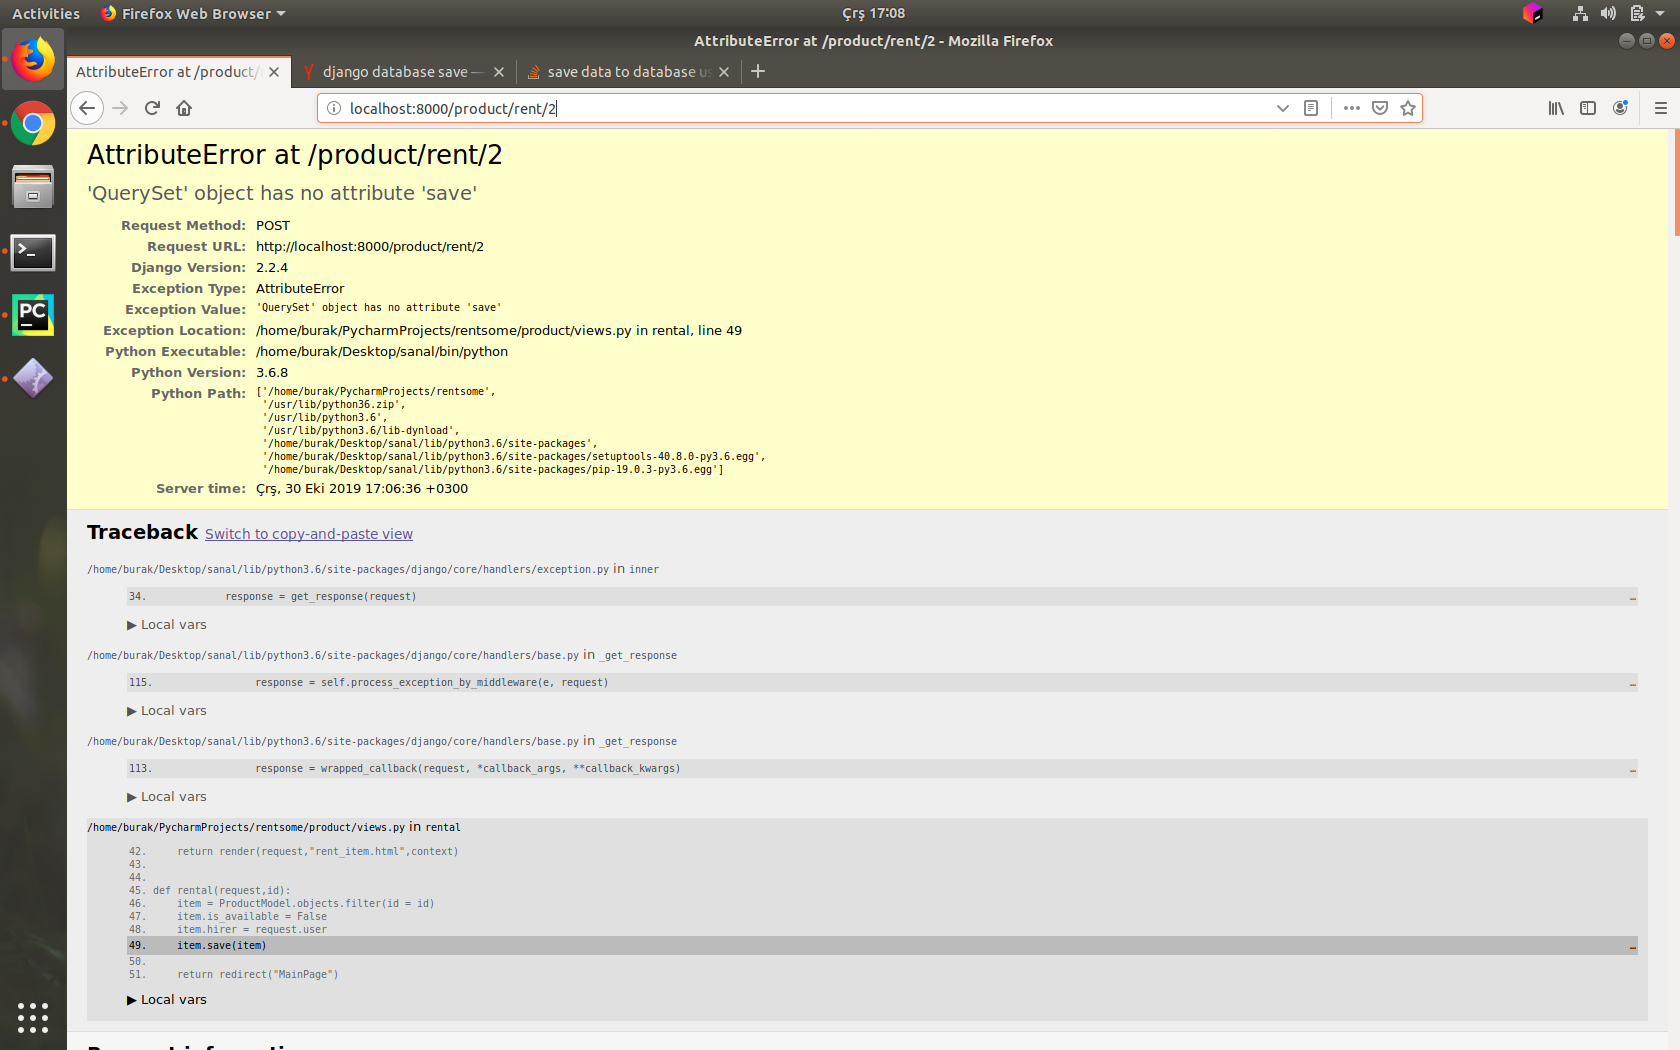 Activities
Firefox Web Browser
Çrş 17:08
AttributeError at /product/rent/2 - Mozilla Firefox
AttributeError at /product/
django database save —
save data to database us
localhost:8000/product/rent/2
AttributeError at /product/rent/2
'QuerySet' object has no attribute 'save'
Request Method: POST
Request URL: http://localhost:8000/product/rent/2
Django Version: 2.2.4
Exception Type: AttributeError
Exception Value: 'QuerySet' object has no attribute 'save'
Exception Location: /home/burak/PycharmProjects/rentsome/product/views.py in rental, line 49
Python Executable: /home/burak/Desktop/sanal/bin/python
Python Version: 3.6.8
Python Path: ['/home/burak/PycharmProjects/rentsome',
'/usr/lib/python36.zip',
'/usr/lib/python3.6',
'/usr/lib/python3.6/lib-dynload',
'/home/burak/Desktop/sanal/lib/python3.6/site-packages',
'/home/burak/Desktop/sanal/lib/python3.6/site-packages/setuptools-40.8.0-py3.6.egg',
'/home/burak/Desktop/sanal/lib/python3.6/site-packages/pip-19.0.3-py3.6.egg']
Server time: Çrş, 30 Eki 2019 17:06:36 +0300
Traceback Switch to copy-and-paste view
/home/burak/Desktop/sanal/lib/python3.6/site-packages/django/core/handlers/exception.py in inner
34. response = get_response(request) …
▶ Local vars
/home/burak/Desktop/sanal/lib/python3.6/site-packages/django/core/handlers/base.py in _get_response
115. response = self.process_exception_by_middleware(e, request) …
▶ Local vars
/home/burak/Desktop/sanal/lib/python3.6/site-packages/django/core/handlers/base.py in _get_response
113. response = wrapped_callback(request, *callback_args, **callback_kwargs) …
▶ Local vars
/home/burak/PycharmProjects/rentsome/product/views.py in rental
42. return render(request,"rent_item.html",context)
43.
44.
45. def rental(request,id):
46. item = ProductModel.objects.filter(id = id)
47. item.is_available = False
48. item.hirer = request.user
49. item.save(item) …
50.
51. return redirect("MainPage")
▶ Local vars
PC
>_